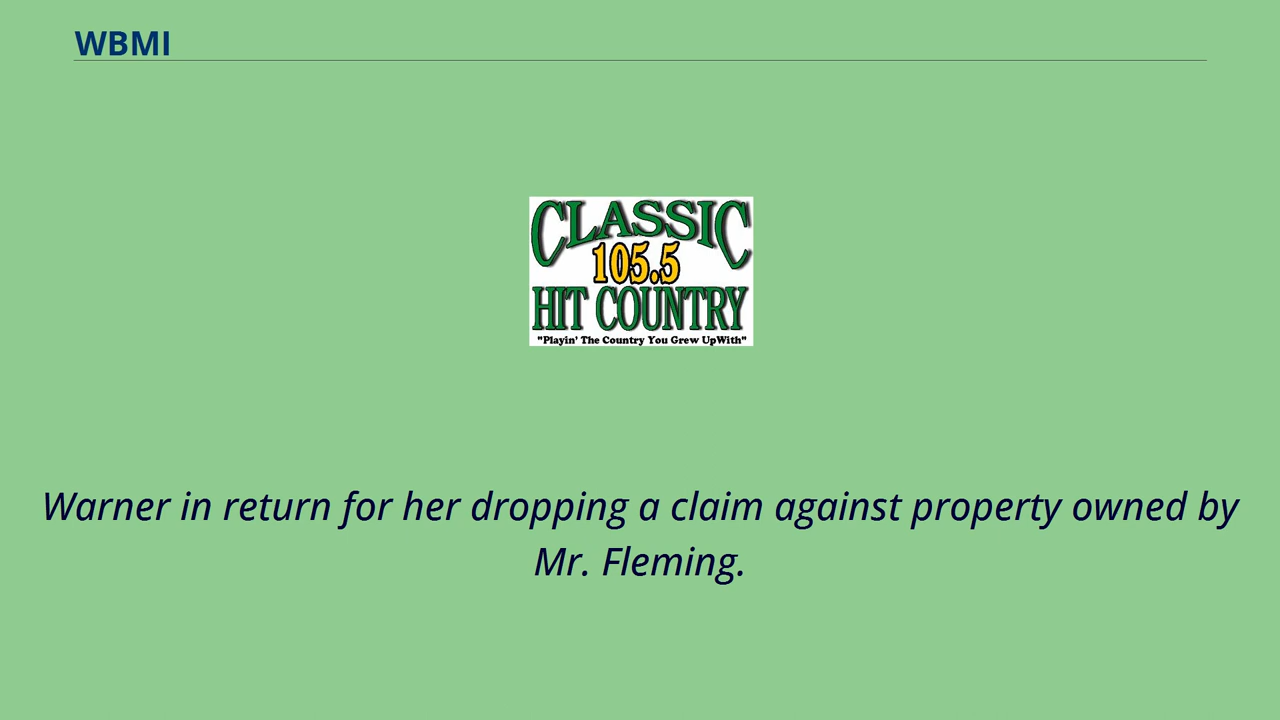 WBMI
CLASSIC
105.5
HIT COUNTRY
"Playin' The Country You Grew UpWith"
Warner in return for her dropping a claim against property owned by
Mr. Fleming.